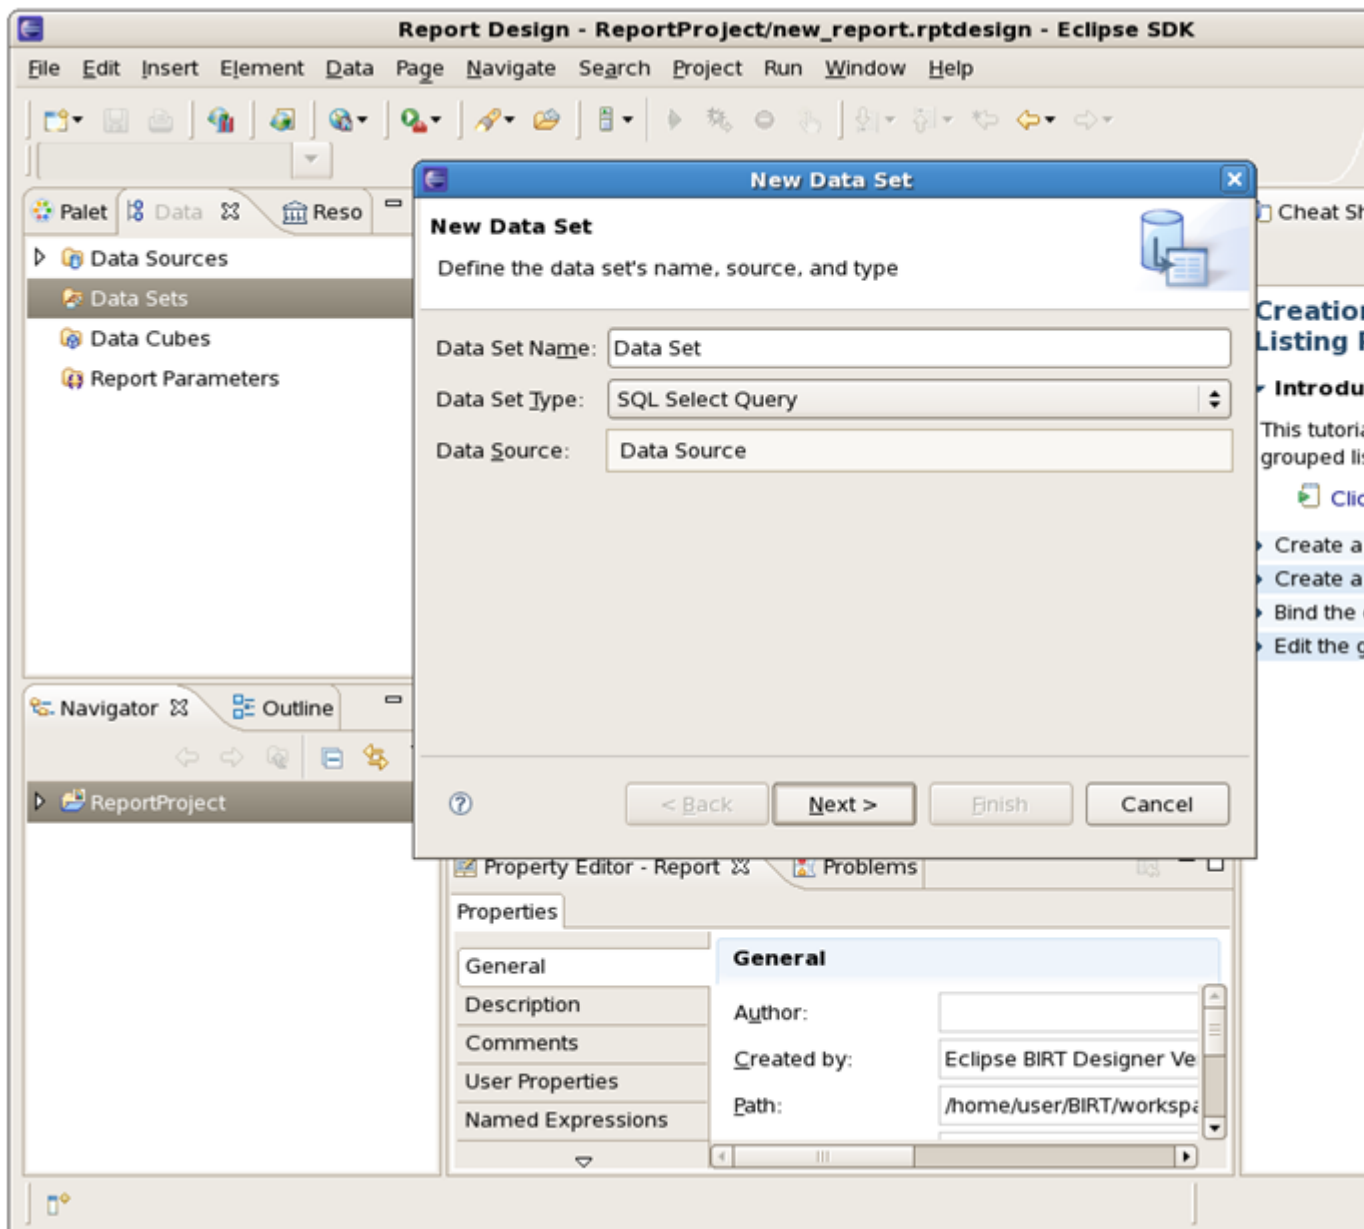 Report Design - ReportProject/new_report.rptdesign - Eclipse SDK
File Edit Insert Element Data Page Navigate Search Project Run Window Help
Palet Data Reso
Data Sources
Data Sets
Data Cubes
Report Parameters
New Data Set
New Data Set
Define the data set's name, source, and type
Data Set Name: Data Set
Data Set Type: SQL Select Query
Data Source: Data Source
< Back Next > Finish Cancel
Cheat Sh
Creation
Listing
Introdu
This tutoria
grouped lis
Clic
Create a
Create a
Bind the
Edit the g
Navigator Outline
ReportProject
Property Editor - Report Problems
Properties
General
Description
Comments
User Properties
Named Expressions
General
Author:
Created by: Eclipse BIRT Designer Ve
Path: /home/user/BIRT/workspa